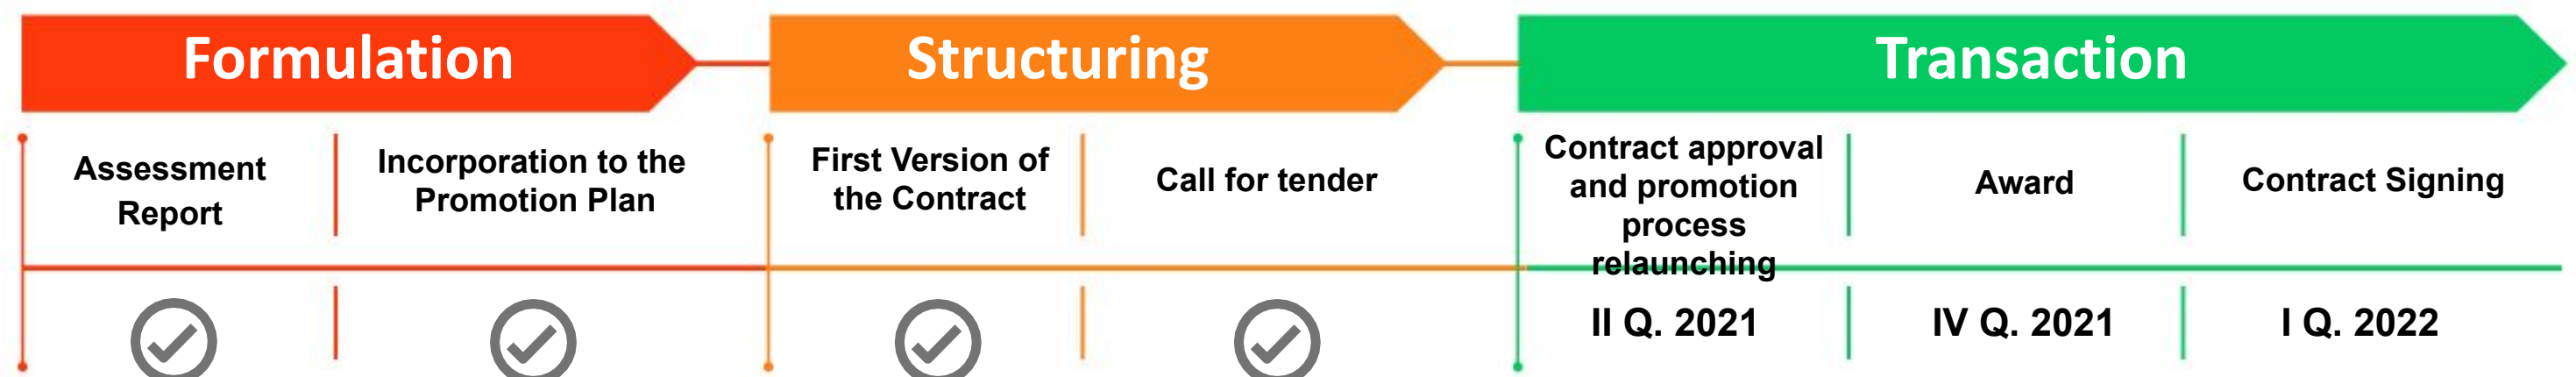 Formulation
Structuring
Transaction
Assessment
Report
Incorporation to the
Promotion Plan
First Version of
the Contract
Call for tender
Contract approval
and promotion
process
relaunching
Award
Contract Signing
II Q. 2021
IV Q. 2021
I Q. 2022